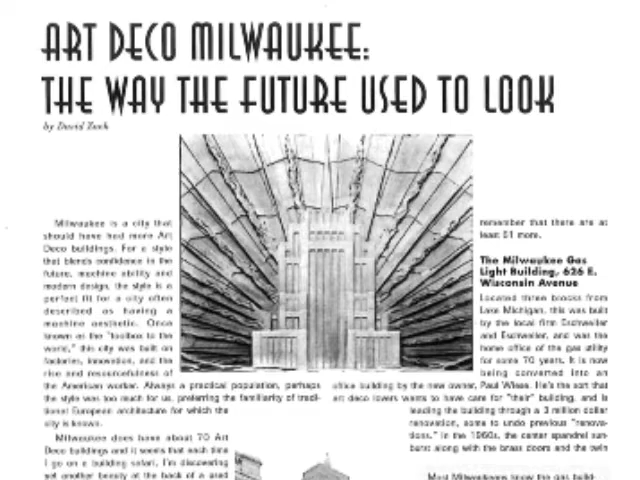 ART DECO MILWAUKEE:
THE WAY THE FUTURE USED TO LOOK
by David Zach
Milwaukee is a city that
should have had more Art
Deco buildings. For a style
that blends confidence in the
future, machine ability and
modern design, the style is a
perfect fit for a city often
described as having a
machine aesthetic. Once
known as the "toolbox to the
world," this city was built on
factories, innovation, and the
rise and resourcefulness of
the American worker. Always a practical population, perhaps
the style was too much for us, preferring the familiarity of tradi-
tional European architecture for which the
city is known.
Milwaukee does have about 70 Art
Deco buildings and it seems that each time
I go on a building safari, I'm discovering
yet another beauty at the back of a used
remember that there are at
least 51 more.
The Milwaukee Gas
Light Building, 626 E.
Wisconsin Avenue
Located three blocks from
Lake Michigan, this was built
by the local firm Eschweiler
and Eschweiler, and was the
home office of the gas utility
for some 70 years. It is now
being converted into an
office building by the new owner, Paul Wiese. He's the sort that
art deco lovers wants to have care for "their" building, and is
leading the building through a 3 million dollar
renovation, some to undo previous "renova-
tions." In the 1960s, the center spandrel sun-
burst along with the brass doors and the twin
Most Milwaukeeans know the gas build-